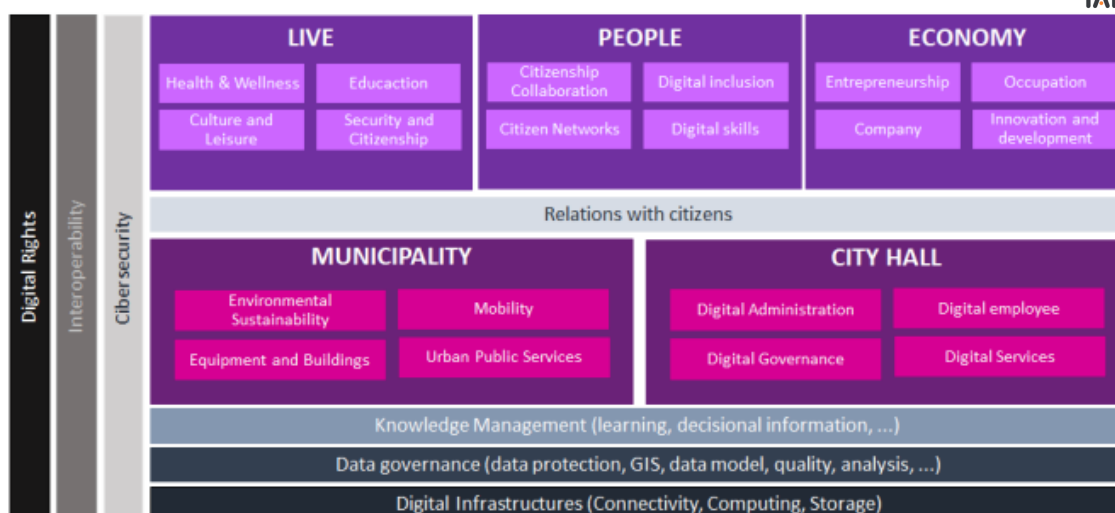 Digital Rights
Interoperability
Cibersecurity
LIVE
Health & Wellness
Educaction
Culture and
Leisure
Security and
Citizenship
PEOPLE
Citizenship
Collaboration
Digital inclusion
Citizen Networks
Digital skills
ECONOMY
Entrepreneurship
Occupation
Company
Innovation and
development
Relations with citizens
MUNICIPALITY
Environmental
Sustainability
Mobility
Equipment and Buildings
Urban Public Services
CITY HALL
Digital Administration
Digital employee
Digital Governance
Digital Services
Knowledge Management (learning, decisional information, ...)
Data governance (data protection, GIS, data model, quality, analysis, ...)
Digital Infrastructures (Connectivity, Computing, Storage)